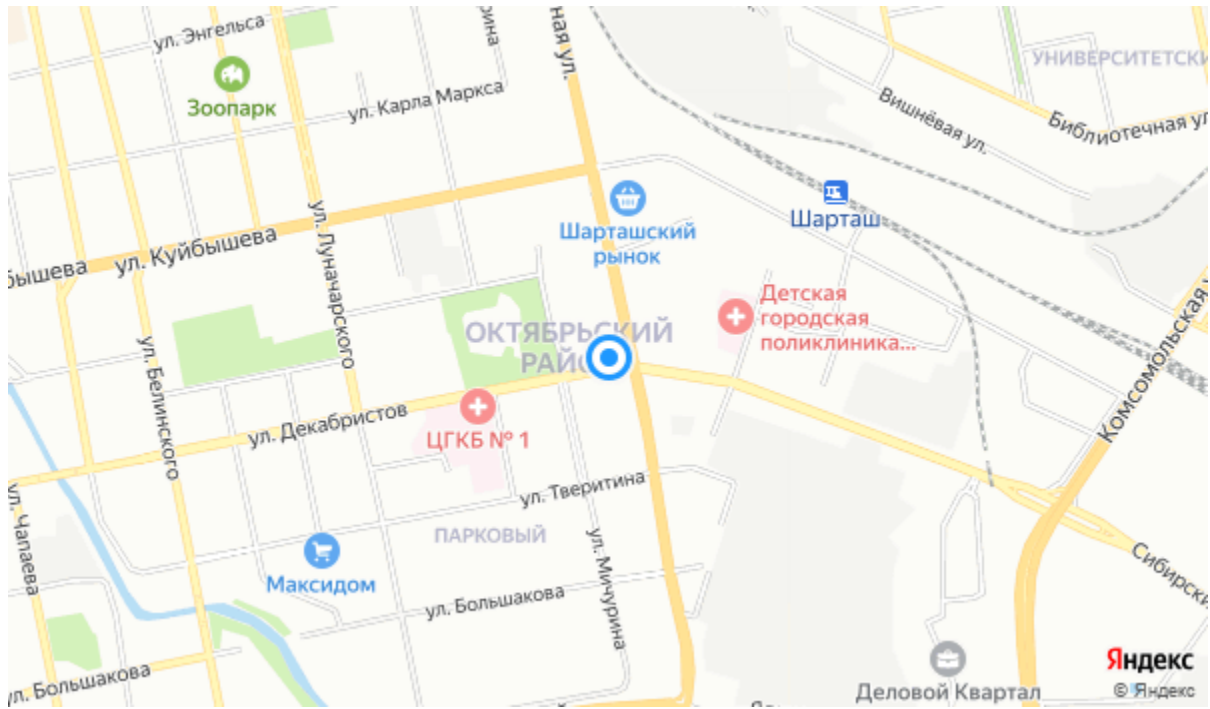 ул. Энгельса
Зоопарк
ул. Карла Маркса
ная ул.
УНИВЕРСИТЕТСКИ
Вишнёвая ул.
Библиотечная ул
Шарташ
Шарташский
рынок
бышева
ул. Куйбышева
ул. Луначарского
Детская
городская
поликлиника...
ОКТЯБРЬСКИЙ
РАЙО
ул. Белинского
Комсомольская у
ул. Декабристов
ЦГКБ № 1
ул. Тверитина
ул. Чапаева
ПАРКОВЫЙ
Максидом
ул. Мичурина
ул. Большакова
Сибирски
ул. Большакова
Деловой Квартал
Яндекс
© Яндекс